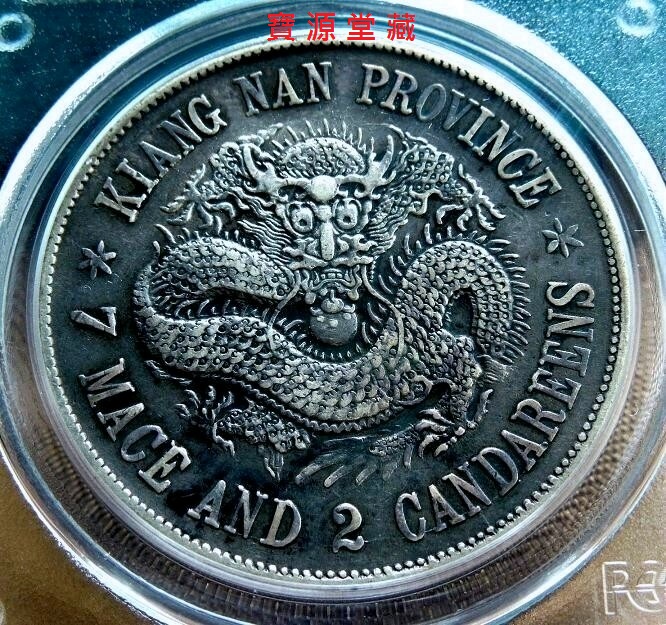 寶源堂藏
KIANG NAN PROVINCE
7 MACE AND 2 CANDAREENS